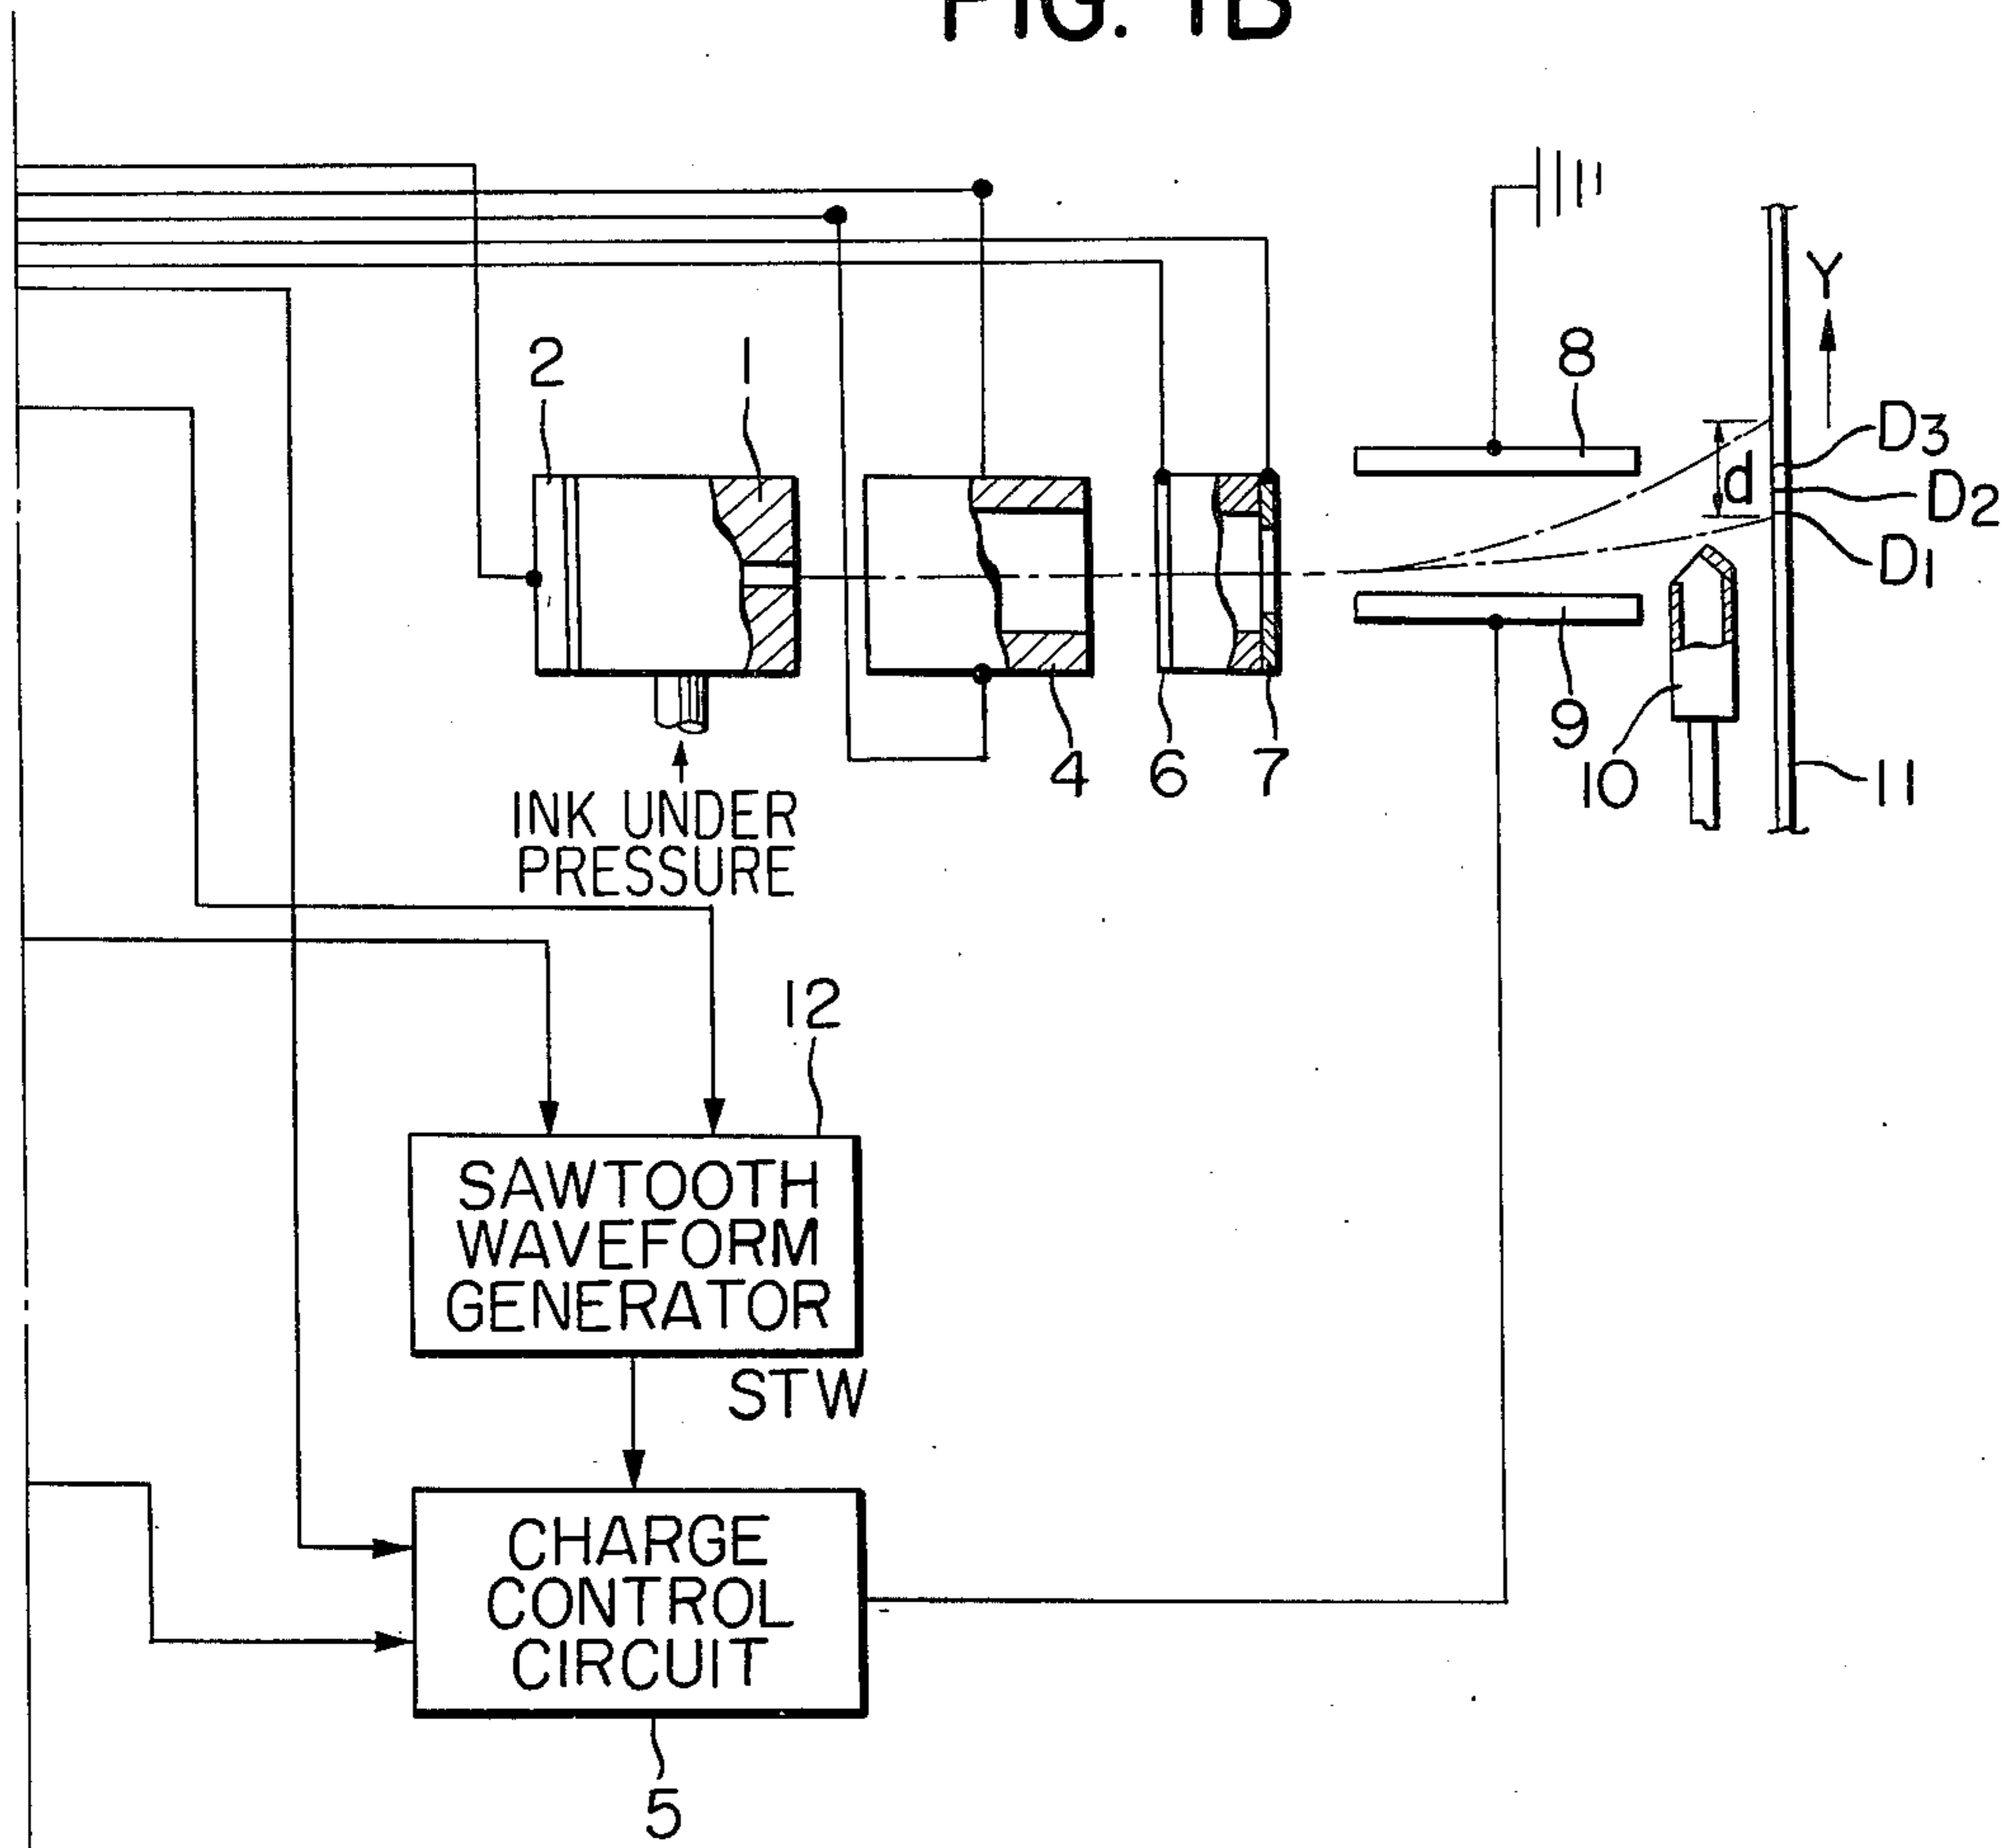 FIG. 1B
Y
2
1
8
D3
d
D2
D1
9
10
4
6
7
11
INK UNDER
PRESSURE
12
SAWTOOTH
WAVEFORM
GENERATOR
STW
CHARGE
CONTROL
CIRCUIT
5